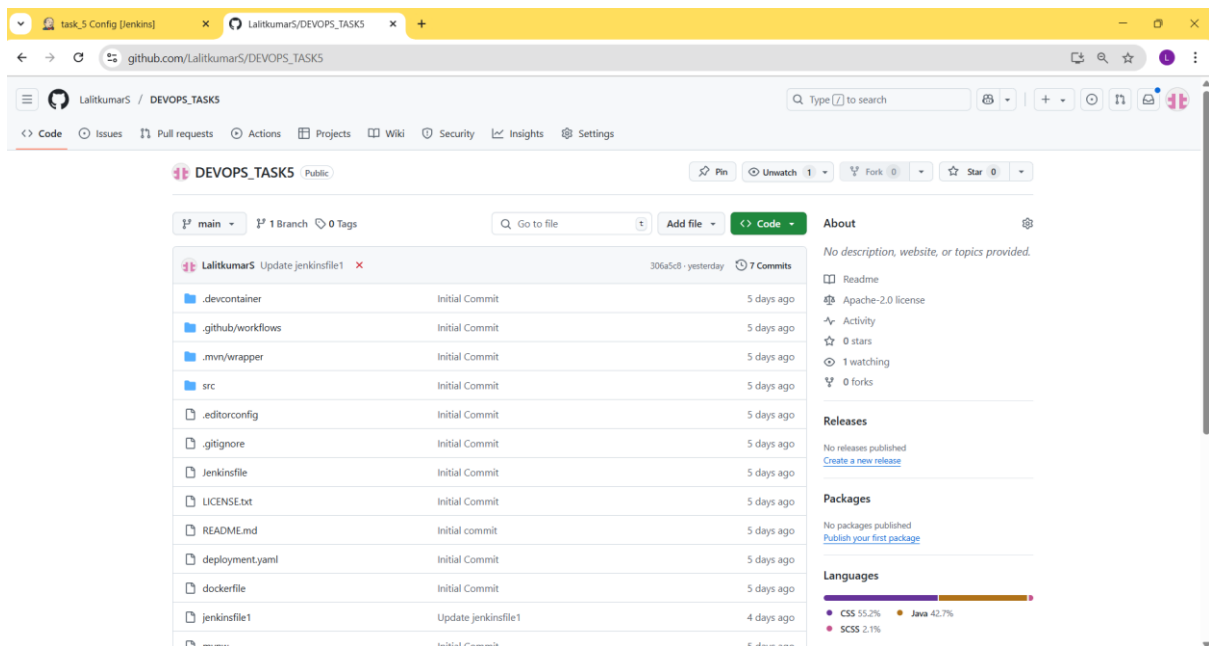 task_5 Config [Jenkins]
LalitkumarS/DEVOPS_TASK5
github.com/LalitkumarS/DEVOPS_TASK5
L
LalitkumarS / DEVOPS_TASK5
Type / to search
Code Issues Pull requests Actions Projects Wiki Security Insights Settings
DEVOPS_TASK5 Public
Pin Unwatch 1 Fork 0 Star 0
main 1 Branch 0 Tags Go to file t Add file Code
LalitkumarS Update jenkinsfile1 306a5c8 · yesterday 7 Commits
.devcontainer Initial Commit 5 days ago
.github/workflows Initial Commit 5 days ago
.mvn/wrapper Initial Commit 5 days ago
src Initial Commit 5 days ago
.editorconfig Initial Commit 5 days ago
.gitignore Initial Commit 5 days ago
Jenkinsfile Initial Commit 5 days ago
LICENSE.txt Initial Commit 5 days ago
README.md Initial commit 5 days ago
deployment.yaml Initial Commit 5 days ago
dockerfile Initial Commit 5 days ago
jenkinsfile1 Update jenkinsfile1 4 days ago
About
No description, website, or topics provided.
Readme
Apache-2.0 license
Activity
0 stars
1 watching
0 forks
Releases
No releases published
Create a new release
Packages
No packages published
Publish your first package
Languages
CSS 55.2% Java 42.7%
SCSS 2.1%